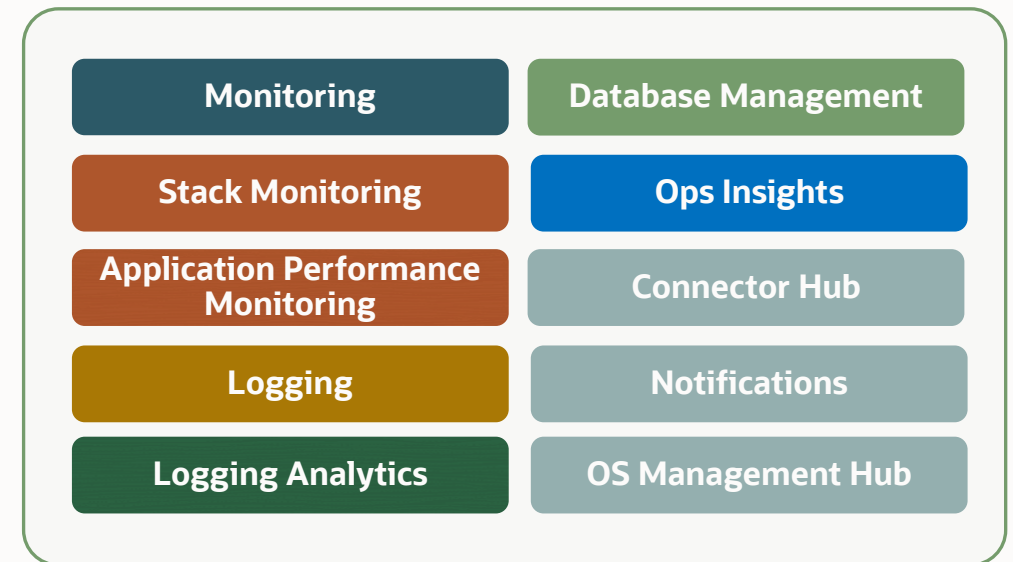 Monitoring
Database Management
Stack Monitoring
Ops Insights
Application Performance
Monitoring
Connector Hub
Logging
Notifications
Logging Analytics
OS Management Hub